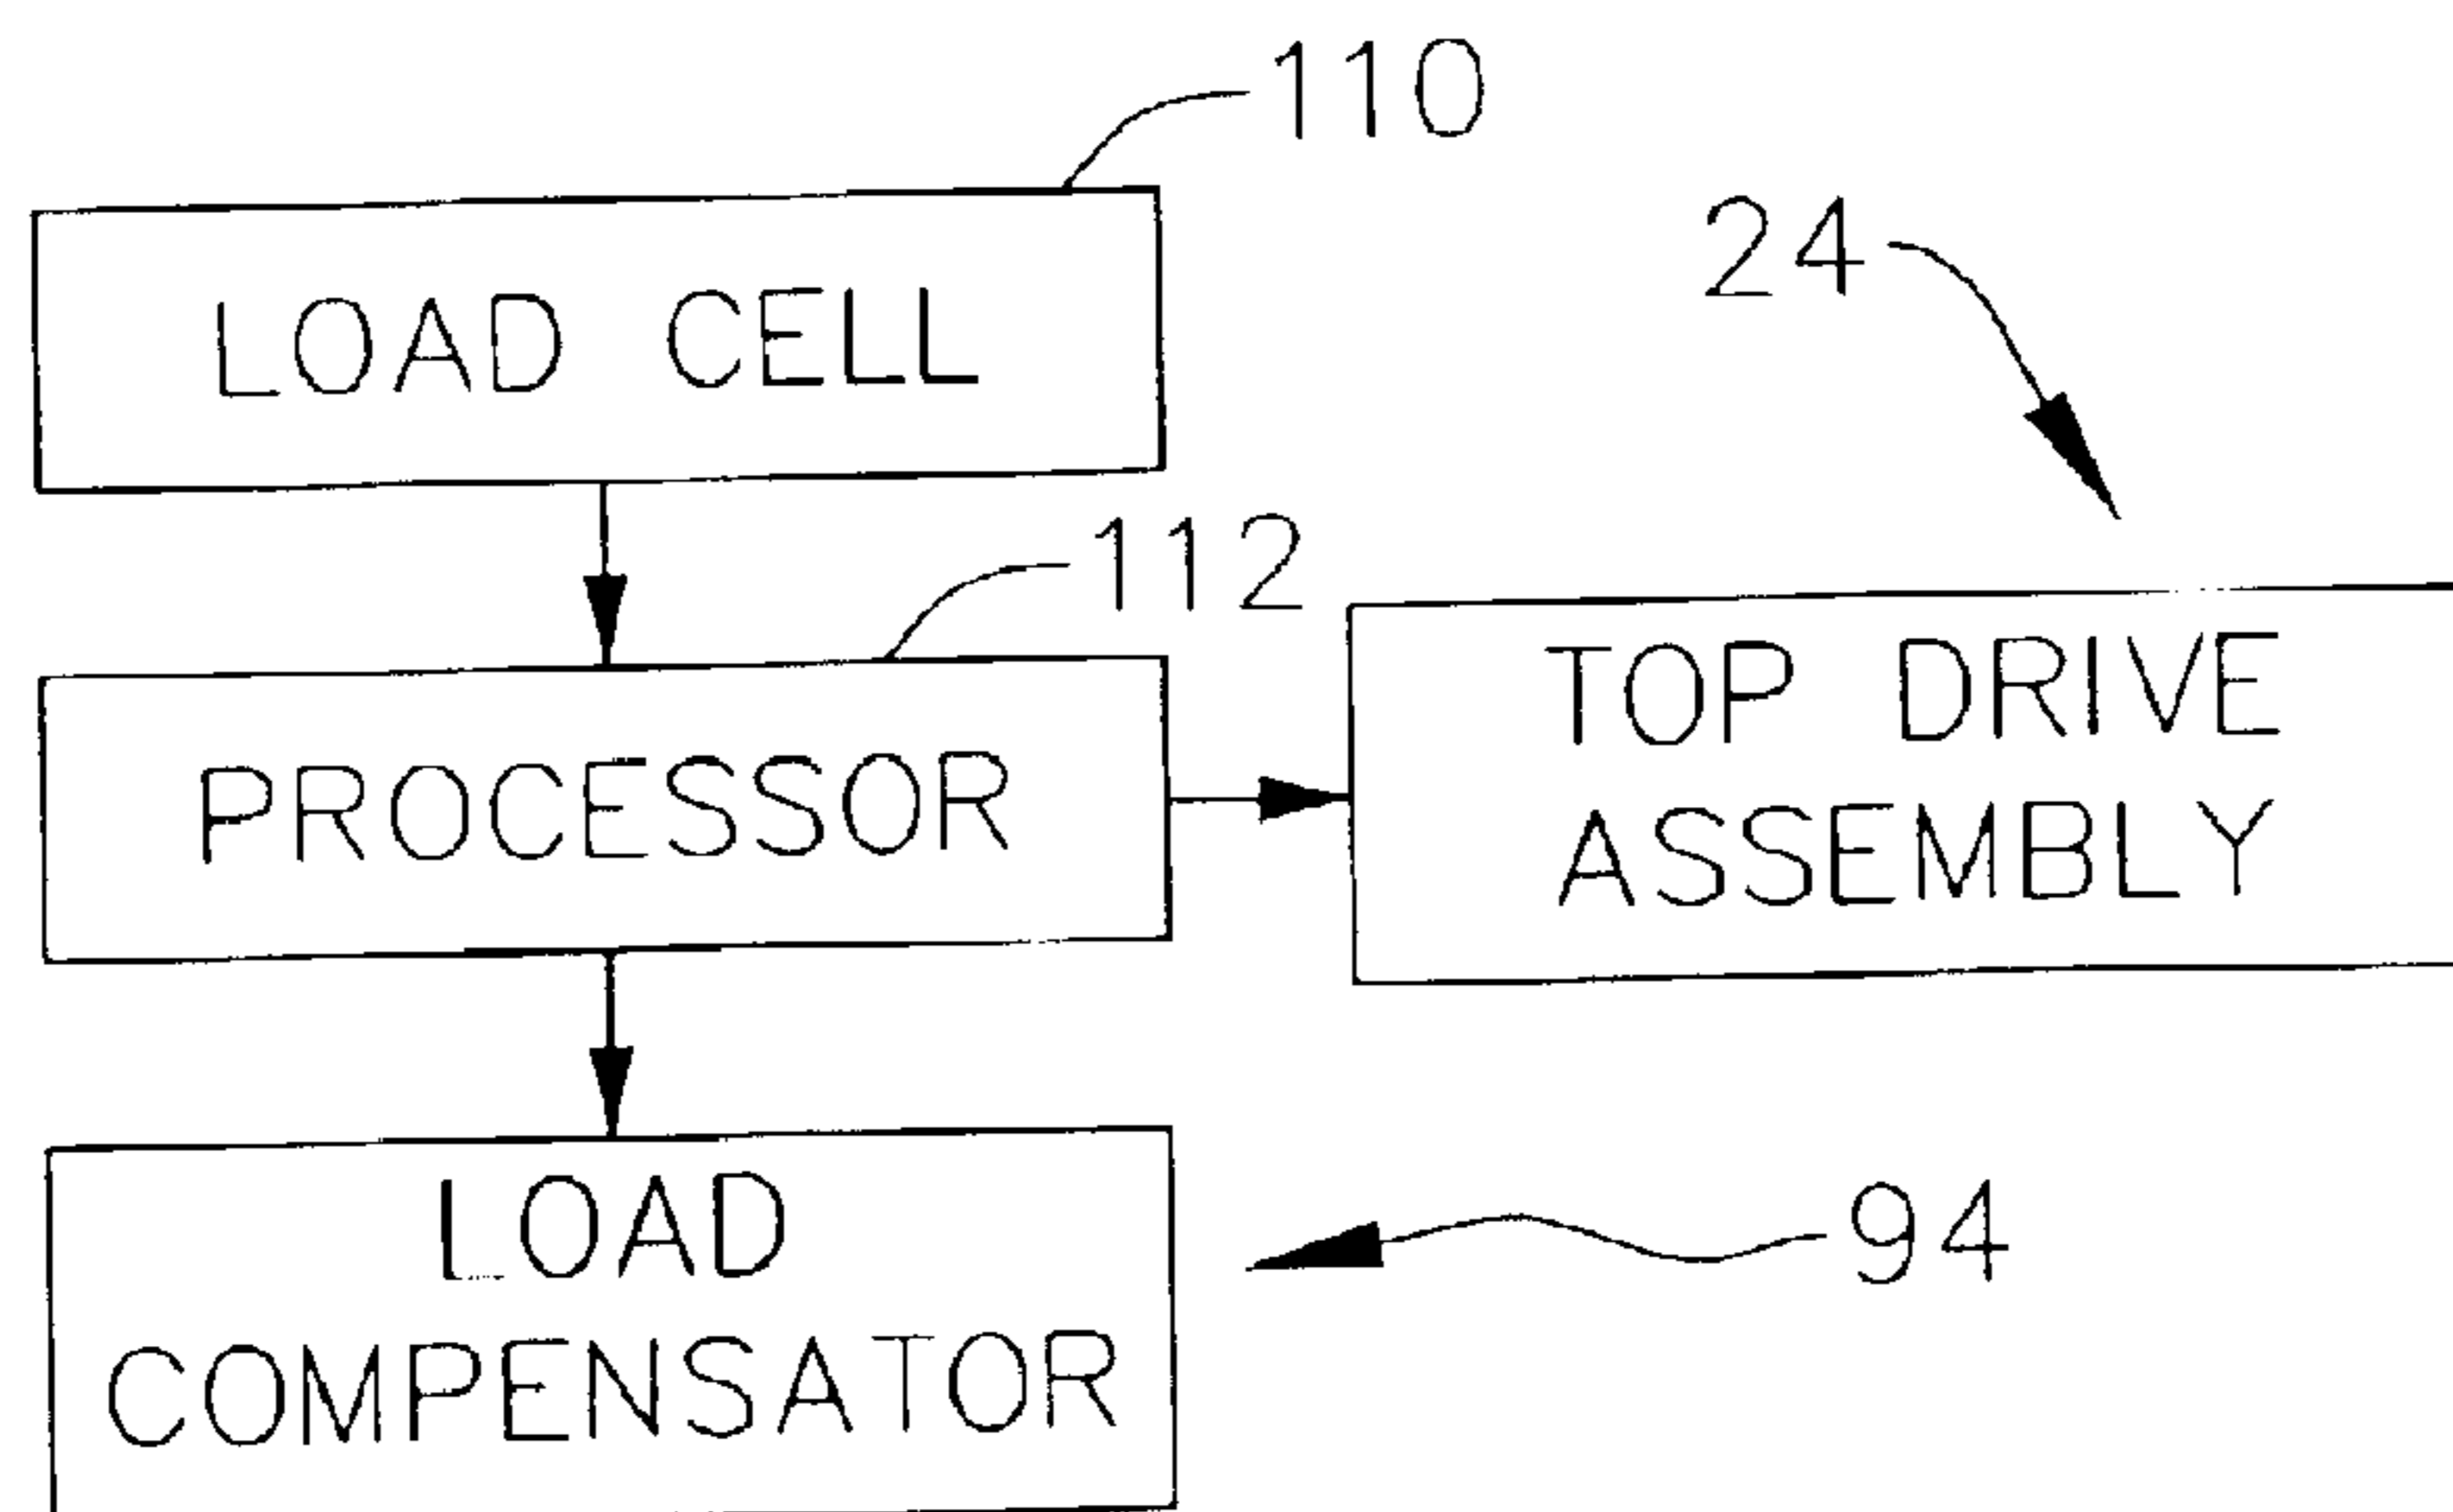 110
24
LOAD CELL
112
TOP DRIVE
ASSEMBLY
PROCESSOR
LOAD
COMPENSATOR
94